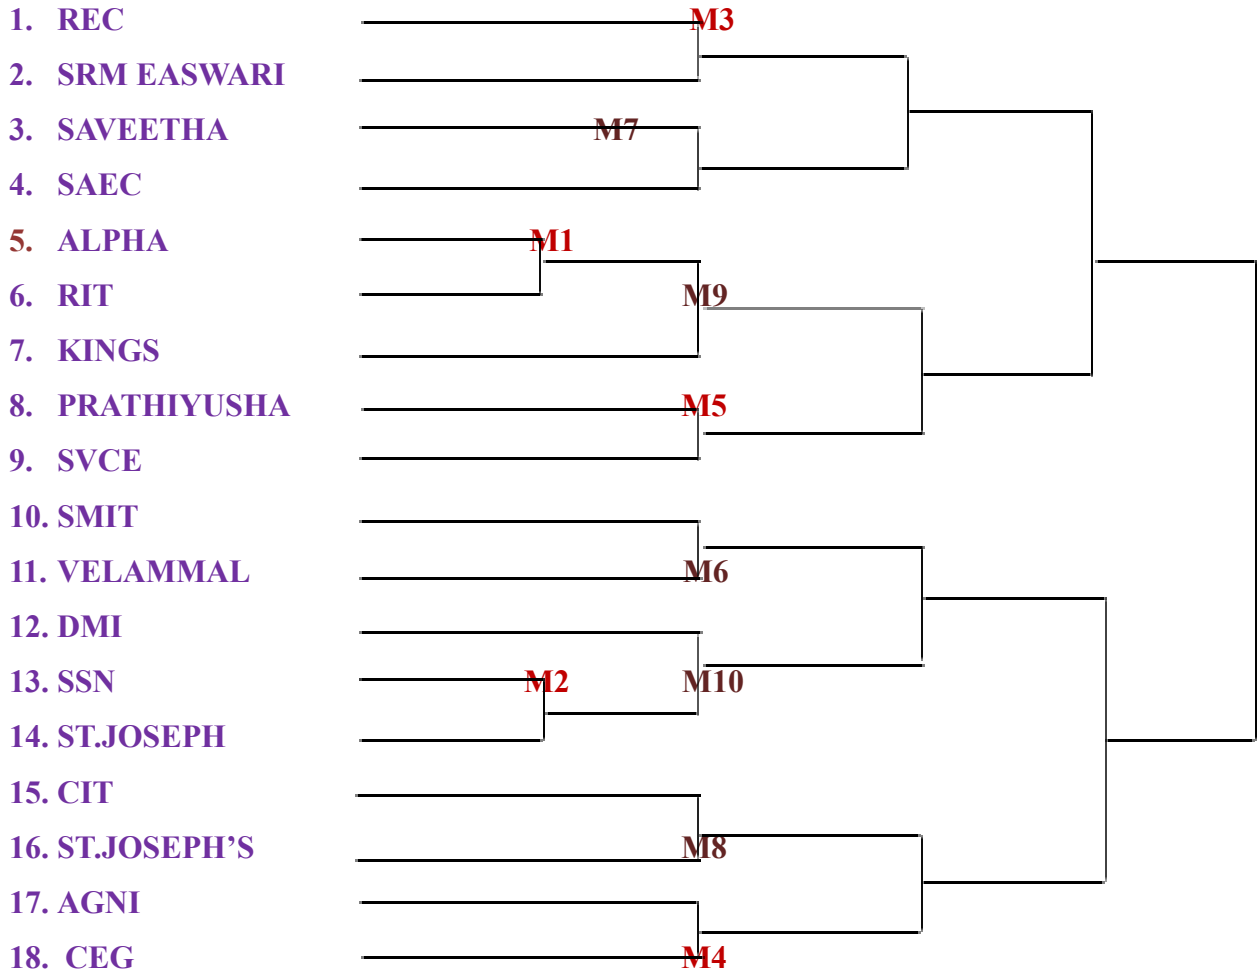 1. REC M3
2. SRM EASWARI
3. SAVEETHA M7
4. SAEC
5. ALPHA M1
6. RIT M9
7. KINGS
8. PRATHIYUSHA M5
9. SVCE
10. SMIT
11. VELAMMAL M6
12. DMI
13. SSN M2 M10
14. ST.JOSEPH
15. CIT
16. ST.JOSEPH’S M8
17. AGNI
18. CEG M4